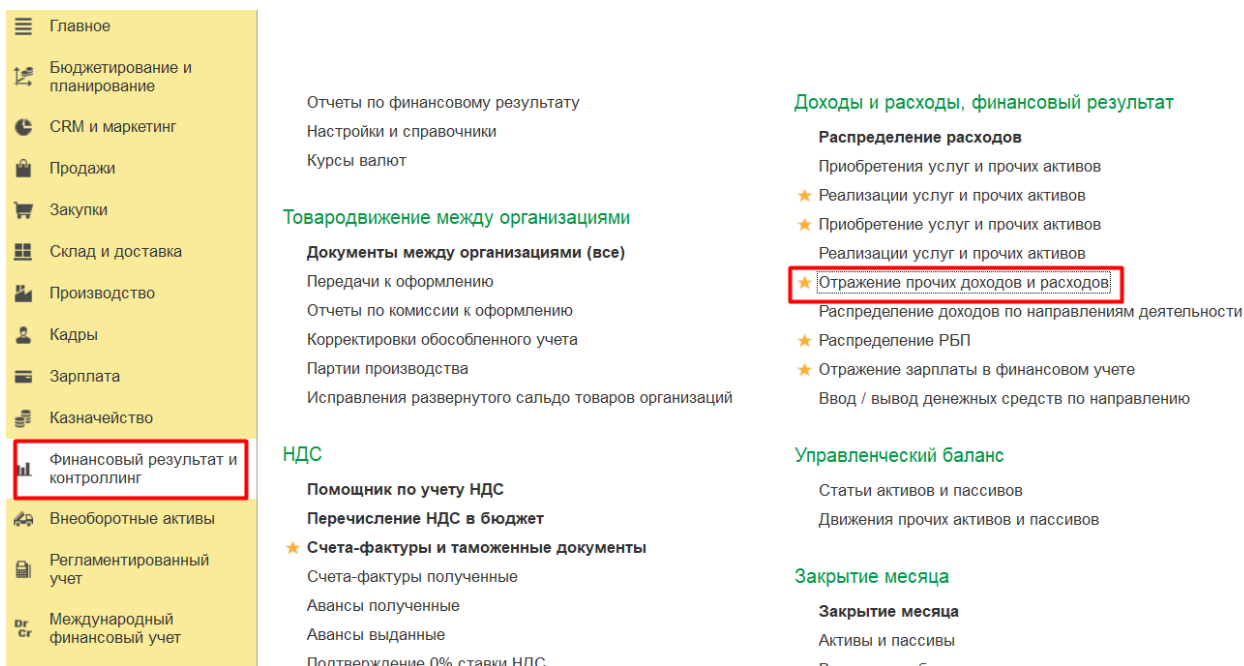 Главное
Бюджетирование и
планирование
CRM и маркетинг
Продажи
Закупки
Склад и доставка
Производство
Кадры
Зарплата
Казначейство
Финансовый результат и
контроллинг
Внеоборотные активы
Регламентированный
учет
Dr
Cr
Международный
финансовый учет
Отчеты по финансовому результату
Настройки и справочники
Курсы валют
Товародвижение между организациями
Документы между организациями (все)
Передачи к оформлению
Отчеты по комиссии к оформлению
Корректировки обособленного учета
Партии производства
Исправления развернутого сальдо товаров организаций
НДС
Помощник по учету НДС
Перечисление НДС в бюджет
Счета-фактуры и таможенные документы
Счета-фактуры полученные
Авансы полученные
Авансы выданные
Подтверждение 0% ставки НДС
Доходы и расходы, финансовый результат
Распределение расходов
Приобретения услуг и прочих активов
Реализации услуг и прочих активов
Приобретение услуг и прочих активов
Реализации услуг и прочих активов
Отражение прочих доходов и расходов
Распределение доходов по направлениям деятельности
Распределение РБП
Отражение зарплаты в финансовом учете
Ввод / вывод денежных средств по направлению
Управленческий баланс
Статьи активов и пассивов
Движения прочих активов и пассивов
Закрытие месяца
Закрытие месяца
Активы и пассивы